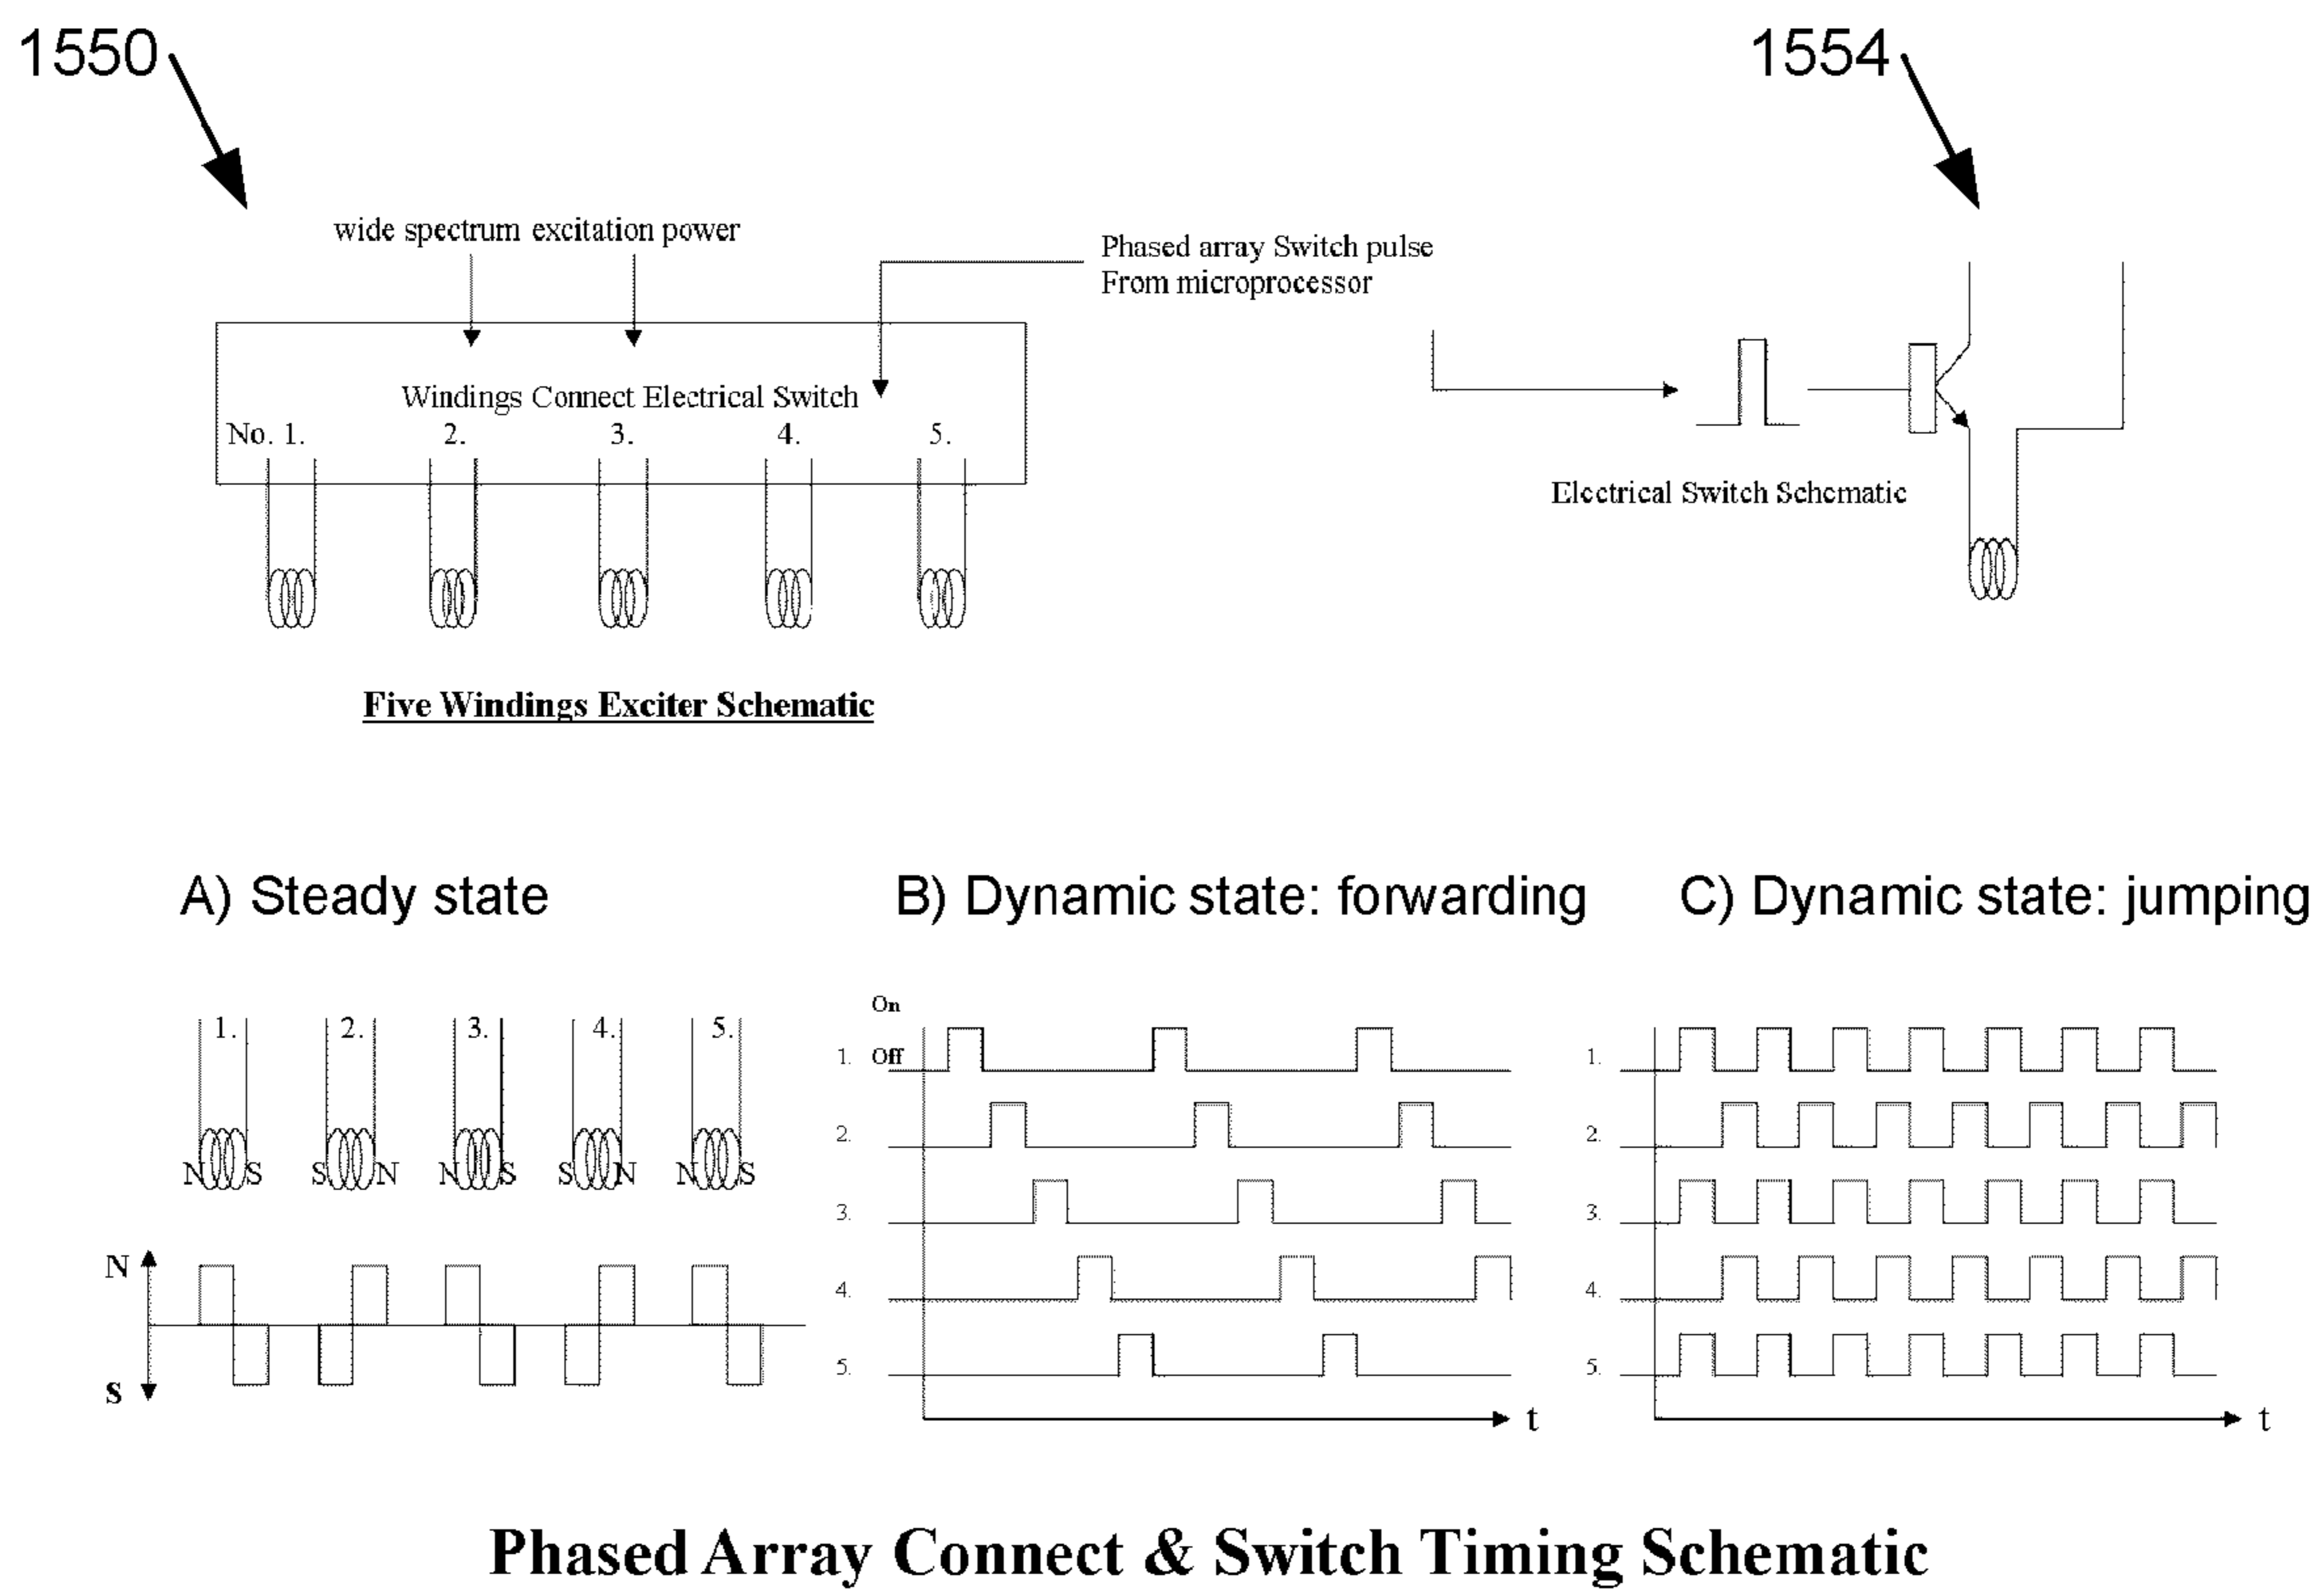 1550
1554
wide spectrum excitation power
Phased array Switch pulse
From microprocessor
Windings Connect Electrical Switch
No. 1. 2. 3. 4. 5.
Electrical Switch Schematic
Five Windings Exciter Schematic
A) Steady state
B) Dynamic state: forwarding
C) Dynamic state: jumping
1. 2. 3. 4. 5.
N S S N N S S N N S
N
S
On
1. Off
2.
3.
4.
5.
t
1.
2.
3.
4.
5.
t
Phased Array Connect & Switch Timing Schematic